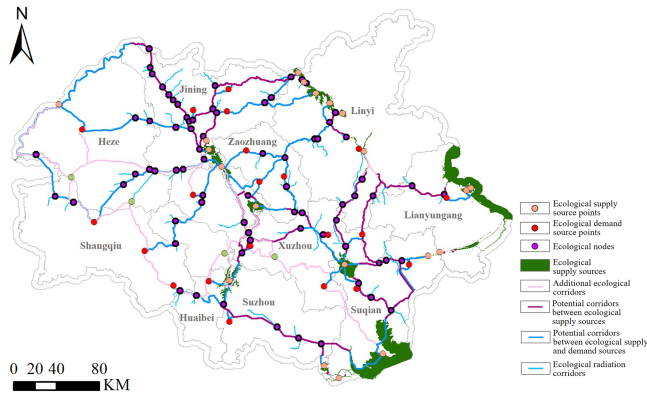 N
Jining
Linyi
Heze
Zaozhuang
Lianyungang
Shangqiu
Xuzhou
Suzhou
Suqian
Huaibei
0 20 40 80
KM
Ecological supply
source points
Ecological demand
source points
Ecological nodes
Ecological
supply sources
Additional ecological
corridors
Potential corridors
between ecological
supply sources
Potential corridors
between ecological supply
and demand sources
Ecological radiation
corridors